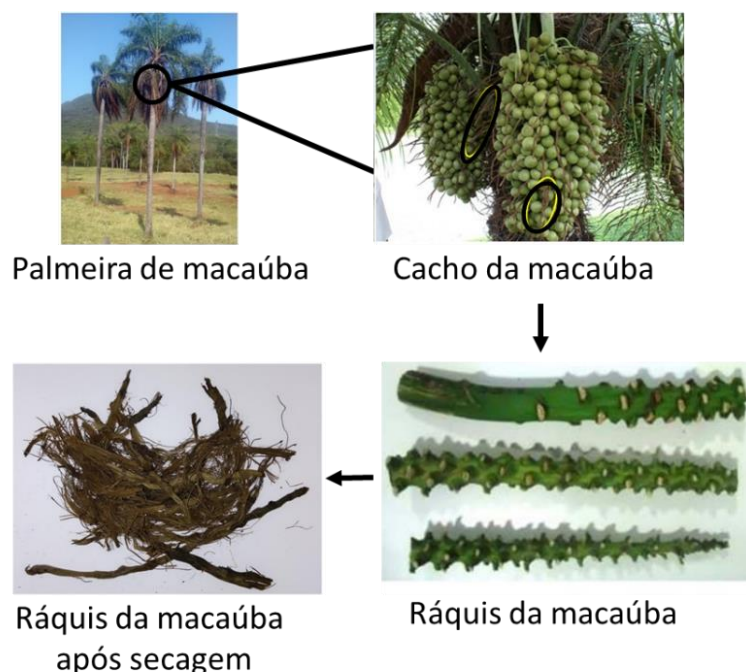 Palmeira de macaúba
Cacho da macaúba
Ráquis da macaúba
Ráquis da macaúba
após secagem